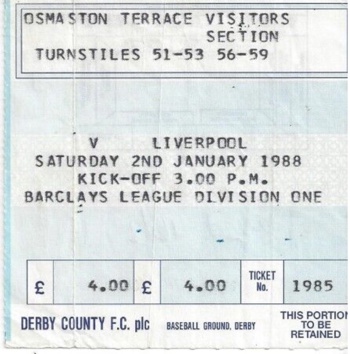 OSMASTON TERRACE VISITORS
SECTION
TURNSTILES 51-53 56-59
V LIVERPOOL
SATURDAY 2ND JANUARY 1988
KICK-OFF 3.00 P.M.
BARCLAYS LEAGUE DIVISION ONE
£ 4.00 £ 4.00 TICKET No. 1985
DERBY COUNTY F.C. plc BASEBALL GROUND. DERBY THIS PORTION
TO BE
RETAINED